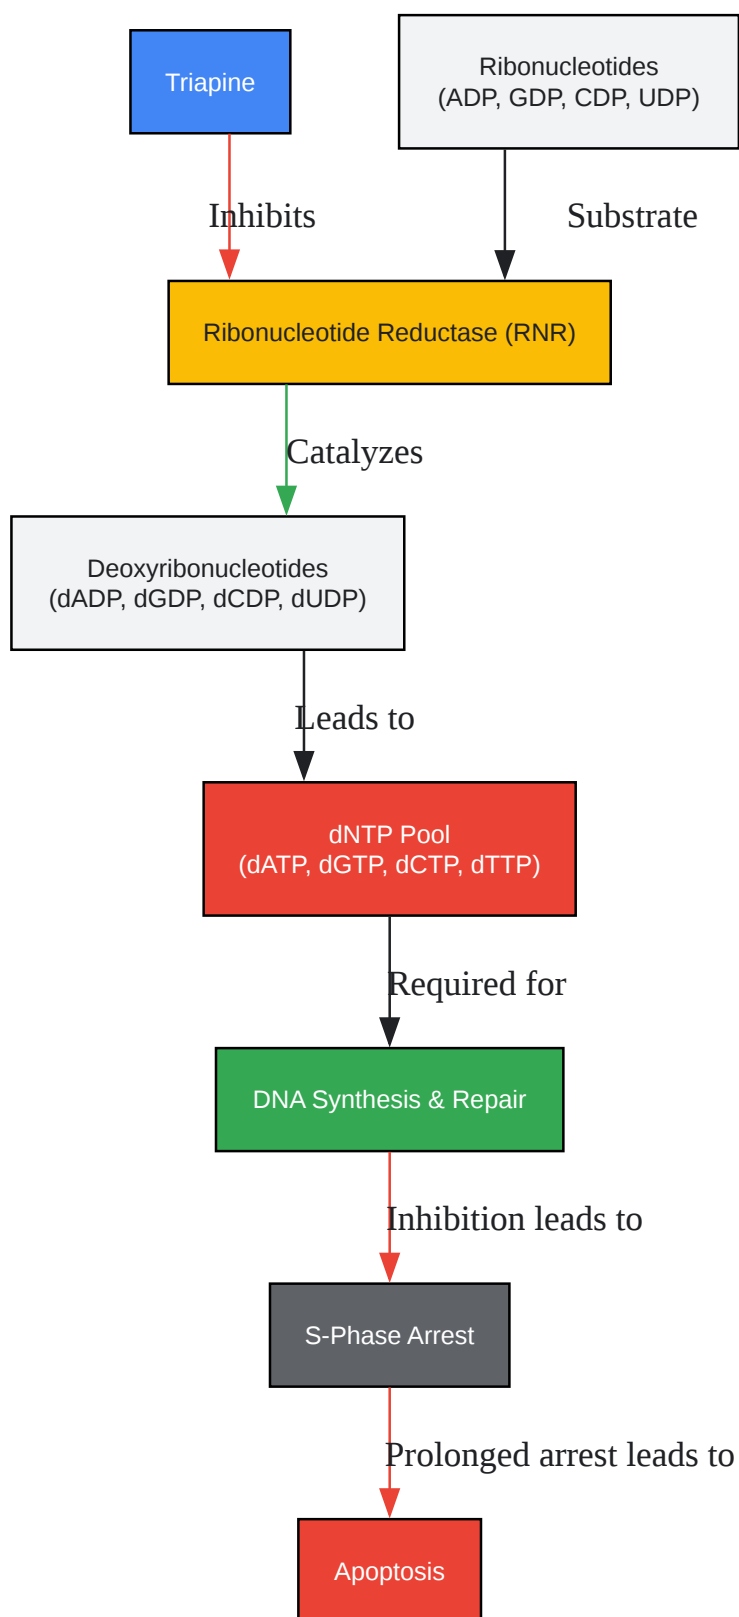 Triapine
Ribonucleotides
(ADP, GDP, CDP, UDP)
Inhibits
Substrate
Ribonucleotide Reductase (RNR)
Catalyzes
Deoxyribonucleotides
(dADP, dGDP, dCDP, dUDP)
Leads to
dNTP Pool
(dATP, dGTP, dCTP, dTTP)
Required for
DNA Synthesis & Repair
Inhibition leads to
S-Phase Arrest
Prolonged arrest leads to
Apoptosis